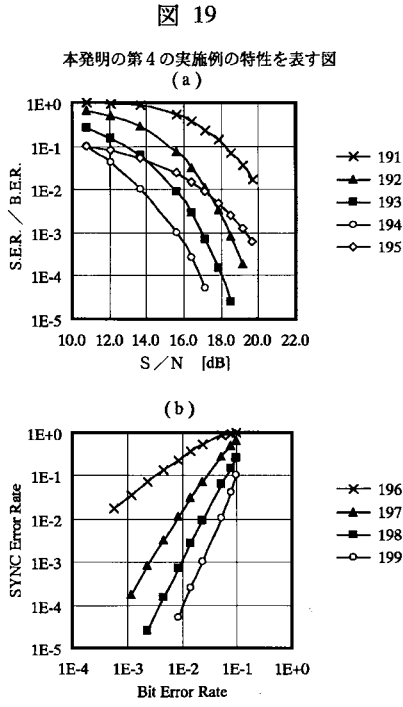 図 19
本発明の第4の実施例の特性を表す図
(a)
S.E.R. / B.E.R.
1E+0
1E-1
1E-2
1E-3
1E-4
1E-5
10.0 12.0 14.0 16.0 18.0 20.0 22.0
S/N [dB]
191
192
193
194
195
(b)
SYNC Error Rate
1E+0
1E-1
1E-2
1E-3
1E-4
1E-5
1E-4 1E-3 1E-2 1E-1 1E+0
Bit Error Rate
196
197
198
199